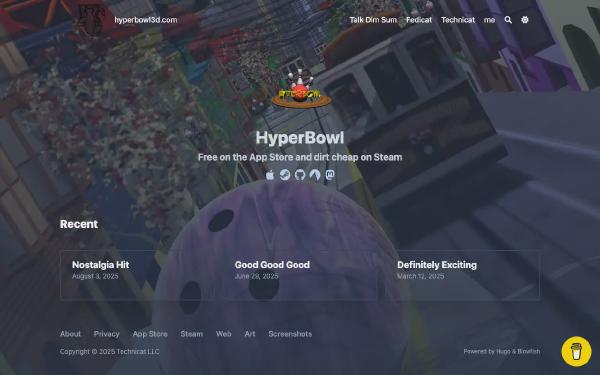 hyperbowl3d.com
Talk Dim Sum Fedicat Technicat me
HYPERBOWL
HyperBowl
Free on the App Store and dirt cheap on Steam
Recent
Nostalgia Hit
August 3, 2025
Good Good Good
June 29, 2025
Definitely Exciting
March 12, 2025
About Privacy App Store Steam Web Art Screenshots
Copyright © 2025 Technicat LLC
Powered by Hugo & Blowfish